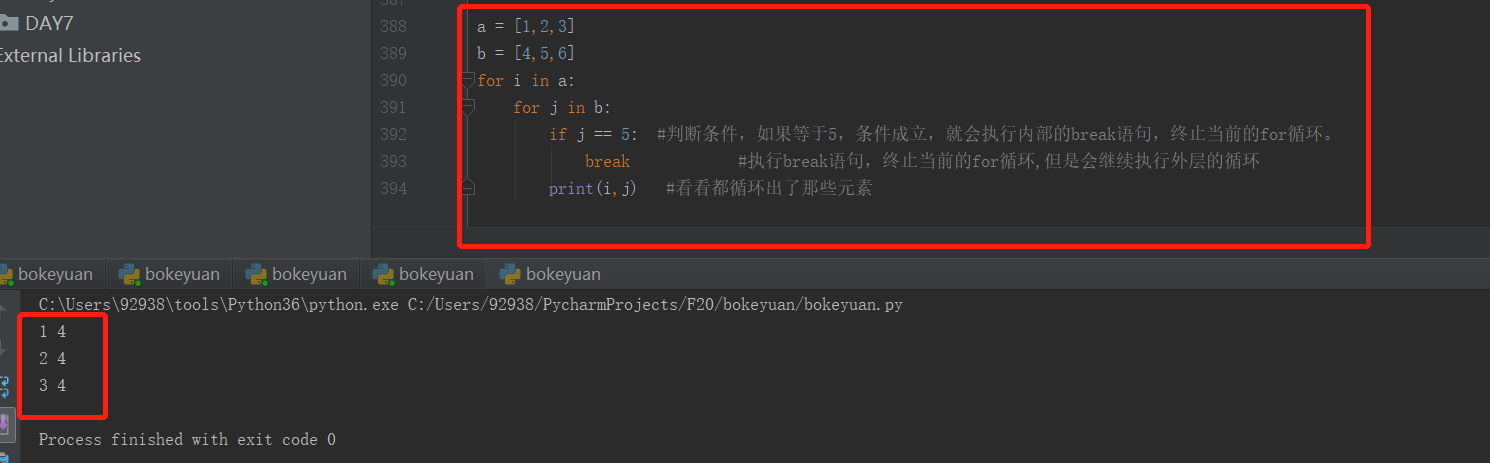 DAY7
External Libraries
387
388 a = [1,2,3]
389 b = [4,5,6]
390 for i in a:
391 for j in b:
392 if j == 5: #判断条件，如果等于5，条件成立，就会执行内部的break语句，终止当前的for循环。
393 break #执行break语句，终止当前的for循环,但是会继续执行外层的循环
394 print(i,j) #看看都循环出了那些元素
bokeyuan bokeyuan bokeyuan bokeyuan bokeyuan
C:\Users\92938\tools\Python36\python.exe C:/Users/92938/PycharmProjects/F20/bokeyuan/bokeyuan.py
1 4
2 4
3 4
Process finished with exit code 0